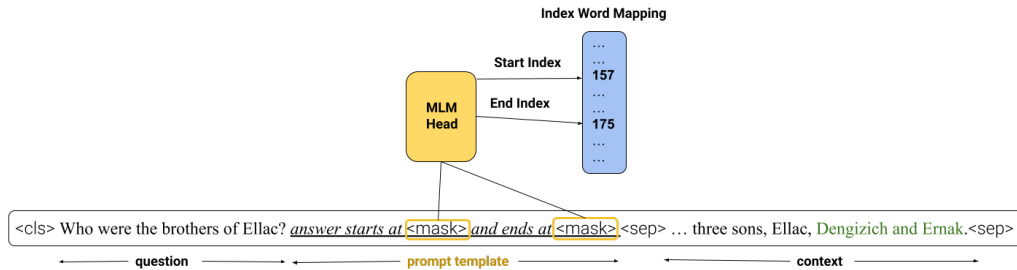 Index Word Mapping
...
...
Start Index
157
MLM
Head
...
End Index
...
175
...
...
<cls> Who were the brothers of Ellac? answer starts at <mask> and ends at <mask> <sep> ... three sons, Ellac, Dengizich and Ernak.<sep>
question
prompt template
context